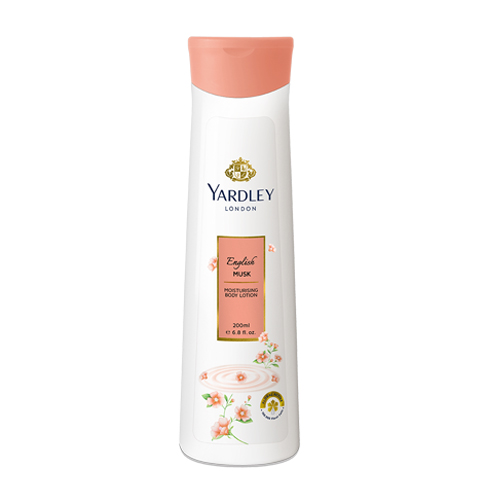 YARDLEY
LONDON
English
MUSK
MOISTURISING
BODY LOTION
200ml
℮ 6.8 fl. oz.